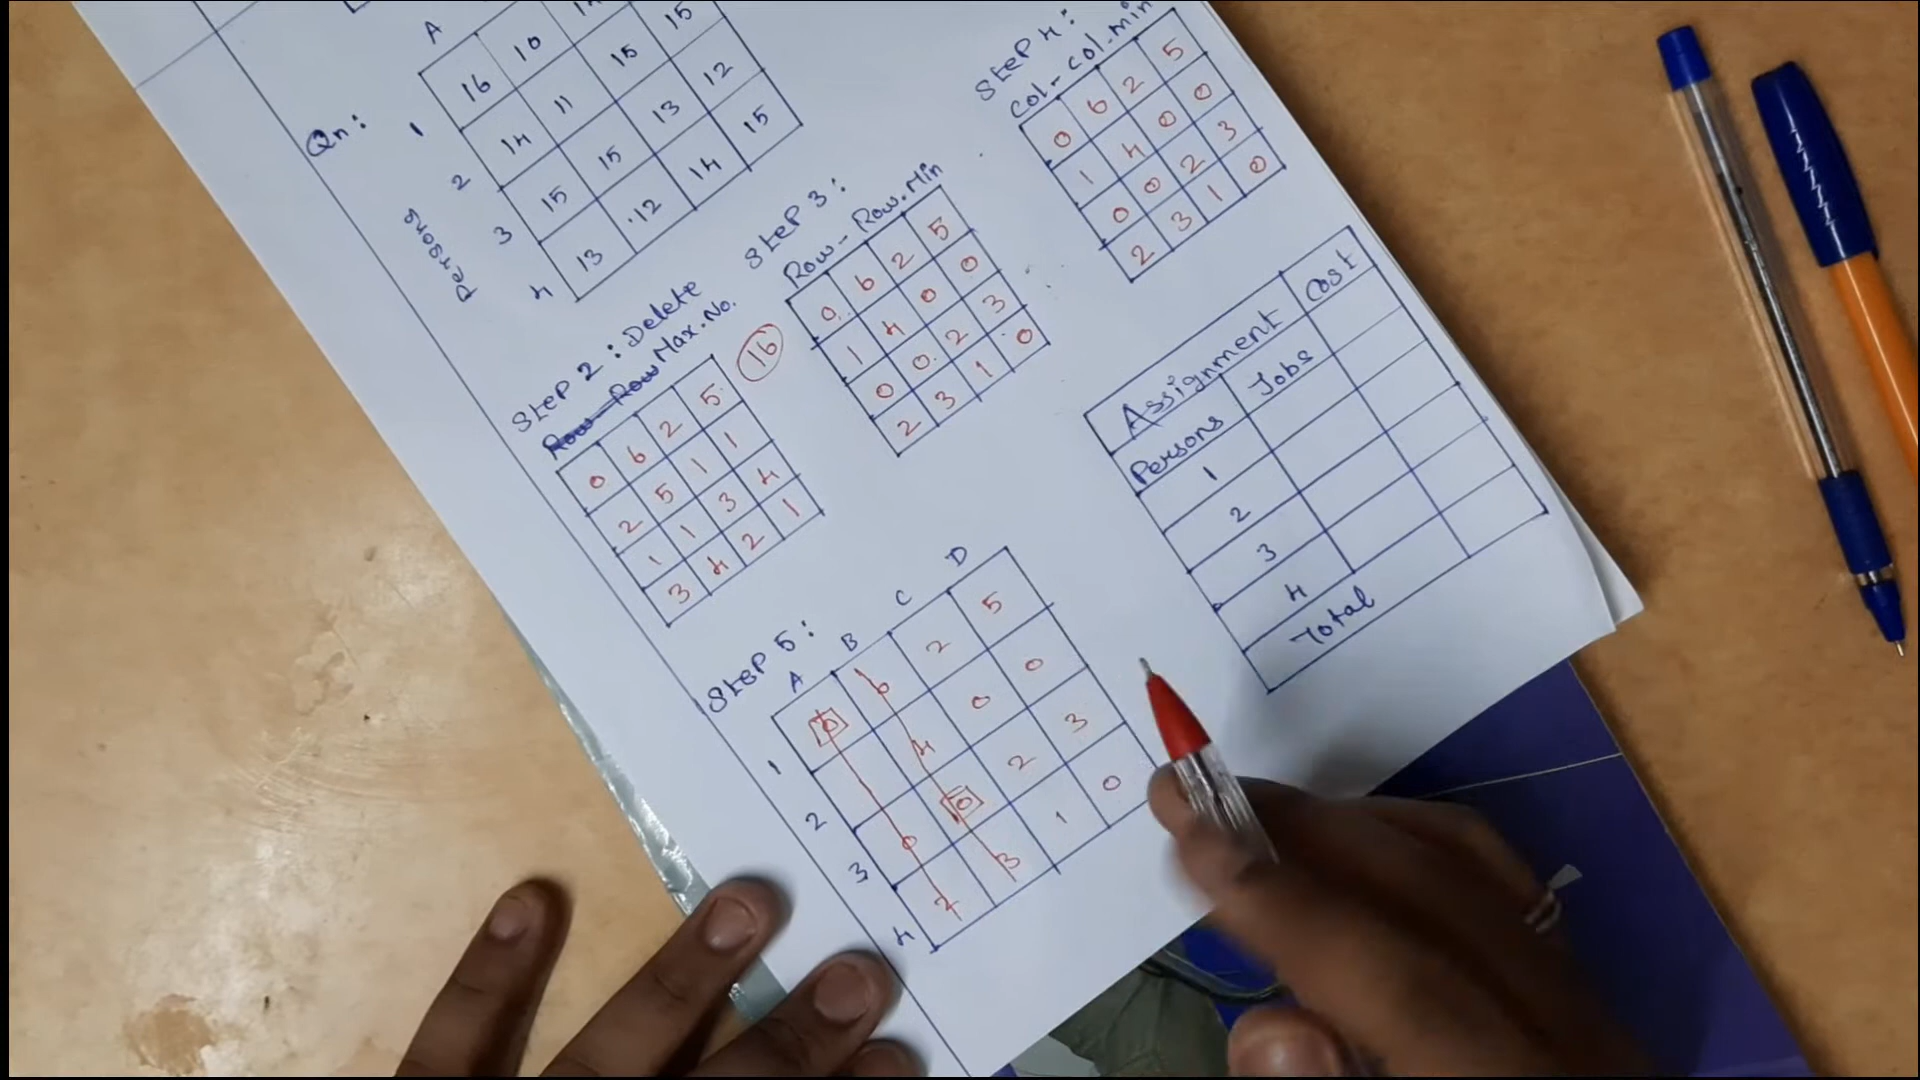 A
Qn:
Persons
16 10 14
1
14 11 15 15
2
15 15 13 12
3
13 12 14 15
4
Step 2: Delete
Max. No.
16
0 6 2 5
2 5 1 1
1 1 3 4
3 4 2 1
Step 3:
Row - Row.Min
0 6 2 5
1 4 0 0
0 0 2 3
2 3 1 0
Step 4:
Col - Col.min
0 6 2 5
1 4 0 0
0 0 2 3
2 3 1 0
Step 5:
A B C D
1 0 6 2 5
2 4 0 0
3 0 0 2 3
4 2 3 1 0
Assignment Cost
Persons Jobs
1
2
3
4
Total